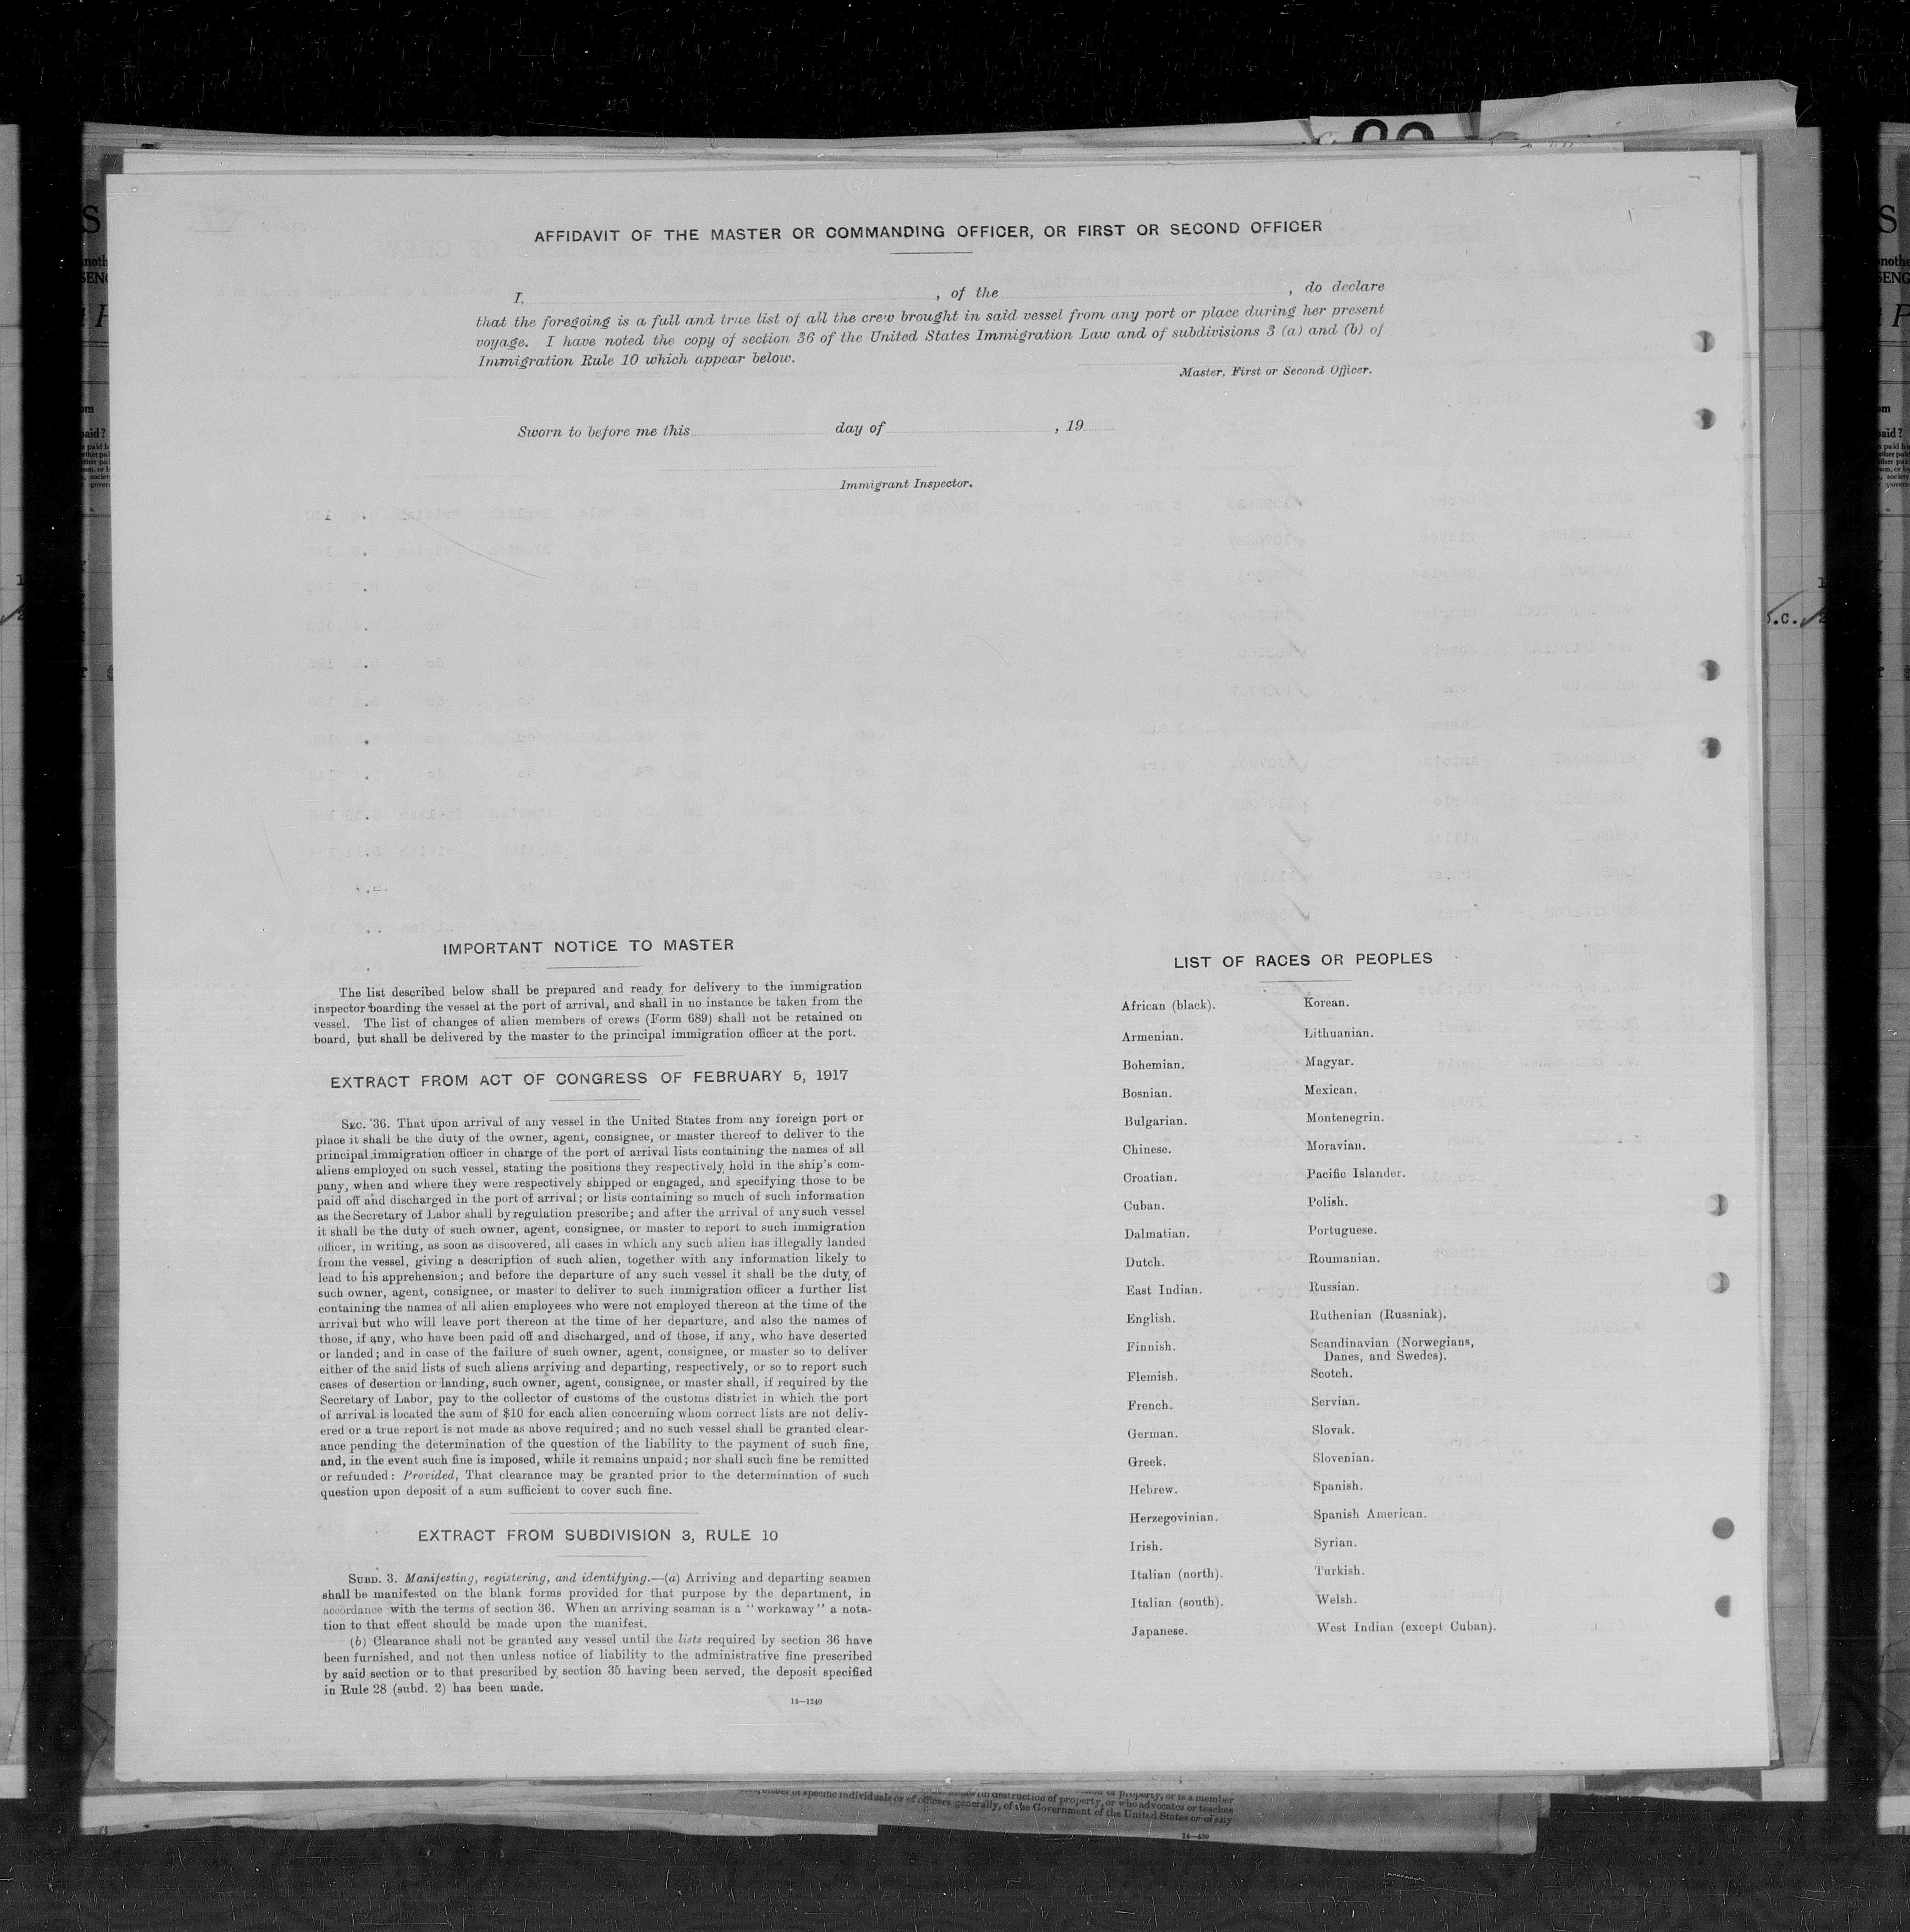 AFFIDAVIT OF THE MASTER OR COMMANDING OFFICER, OR FIRST OR SECOND OFFICER
I, , of the , do declare
that the foregoing is a full and true list of all the crew brought in said vessel from any port or place during her present
voyage. I have noted the copy of section 36 of the United States Immigration Law and of subdivisions 3 (a) and (b) of
Immigration Rule 10 which appear below.
Master, First or Second Officer.
Sworn to before me this day of , 19
Immigrant Inspector.
IMPORTANT NOTICE TO MASTER
The list described below shall be prepared and ready for delivery to the immigration
inspector boarding the vessel at the port of arrival, and shall in no instance be taken from the
vessel. The list of changes of alien members of crews (Form 689) shall not be retained on
board, but shall be delivered by the master to the principal immigration officer at the port.
EXTRACT FROM ACT OF CONGRESS OF FEBRUARY 5, 1917
SEC. 36. That upon arrival of any vessel in the United States from any foreign port or
place it shall be the duty of the owner, agent, consignee, or master thereof to deliver to the
principal immigration officer in charge of the port of arrival lists containing the names of all
aliens employed on such vessel, stating the positions they respectively hold in the ship's com-
pany, when and where they were respectively shipped or engaged, and specifying those to be
paid off and discharged in the port of arrival; or lists containing so much of such information
as the Secretary of Labor shall by regulation prescribe; and after the arrival of any such vessel
it shall be the duty of such owner, agent, consignee, or master to report to such immigration
officer, in writing, as soon as discovered, all cases in which any such alien has illegally landed
from the vessel, giving a description of such alien, together with any information likely to
lead to his apprehension; and before the departure of any such vessel it shall be the duty of
such owner, agent, consignee, or master to deliver to such immigration officer a further list
containing the names of all alien employees who were not employed thereon at the time of the
arrival but who will leave port thereon at the time of her departure, and also the names of
those, if any, who have been paid off and discharged, and of those, if any, who have deserted
or landed; and in case of the failure of such owner, agent, consignee, or master so to deliver
either of the said lists of such aliens arriving and departing, respectively, or so to report such
cases of desertion or landing, such owner, agent, consignee, or master shall, if required by the
Secretary of Labor, pay to the collector of customs of the customs district in which the port
of arrival is located the sum of $10 for each alien concerning whom correct lists are not deliv-
ered or a true report is not made as above required; and no such vessel shall be granted clear-
ance pending the determination of the question of the liability to the payment of such fine,
and, in the event such fine is imposed, while it remains unpaid; nor shall such fine be remitted
or refunded: Provided, That clearance may be granted prior to the determination of such
question upon deposit of a sum sufficient to cover such fine.
EXTRACT FROM SUBDIVISION 3, RULE 10
SUBD. 3. Manifesting, registering, and identifying.—(a) Arriving and departing seamen
shall be manifested on the blank forms provided for that purpose by the department, in
accordance with the terms of section 36. When an arriving seaman is a "workaway" a nota-
tion to that effect should be made upon the manifest.
(b) Clearance shall not be granted any vessel until the lists required by section 36 have
been furnished, and not then unless notice of liability to the administrative fine prescribed
by said section or to that prescribed by section 35 having been served, the deposit specified
in Rule 28 (subd. 2) has been made.
14—1240
LIST OF RACES OR PEOPLES
African (black).
Armenian.
Bohemian.
Bosnian.
Bulgarian.
Chinese.
Croatian.
Cuban.
Dalmatian.
Dutch.
East Indian.
English.
Finnish.
Flemish.
French.
German.
Greek.
Hebrew.
Herzegovinian.
Irish.
Italian (north).
Italian (south).
Japanese.
Korean.
Lithuanian.
Magyar.
Mexican.
Montenegrin.
Moravian.
Pacific Islander.
Polish.
Portuguese.
Roumanian.
Russian.
Ruthenian (Russniak).
Scandinavian (Norwegians,
Danes, and Swedes).
Scotch.
Servian.
Slovak.
Slovenian.
Spanish.
Spanish American.
Syrian.
Turkish.
Welsh.
West Indian (except Cuban).
destruction of property, or is a member
of specific individuals or of officers generally, of property, or who advocates or teaches
of the Government of the United States or of any